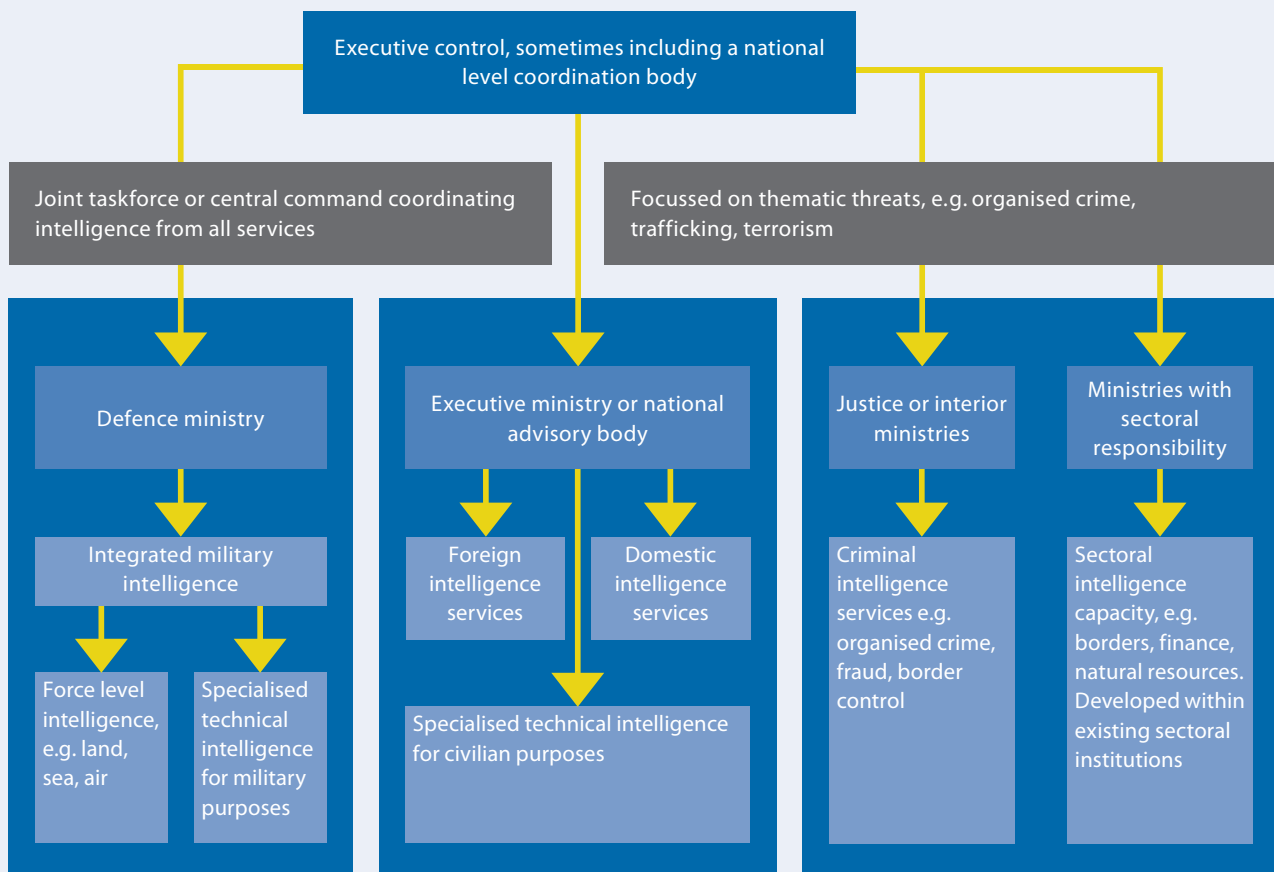 Executive control, sometimes including a national
level coordination body
Joint taskforce or central command coordinating
intelligence from all services
Focussed on thematic threats, e.g. organised crime,
trafficking, terrorism
Defence ministry
Integrated military
intelligence
Force level
intelligence,
e.g. land,
sea, air
Specialised
technical
intelligence
for military
purposes
Executive ministry or national
advisory body
Foreign
intelligence
services
Domestic
intelligence
services
Specialised technical intelligence
for civilian purposes
Justice or interior
ministries
Criminal
intelligence
services e.g.
organised crime,
fraud, border
control
Ministries with
sectoral
responsibility
Sectoral
intelligence
capacity, e.g.
borders, finance,
natural resources.
Developed within
existing sectoral
institutions